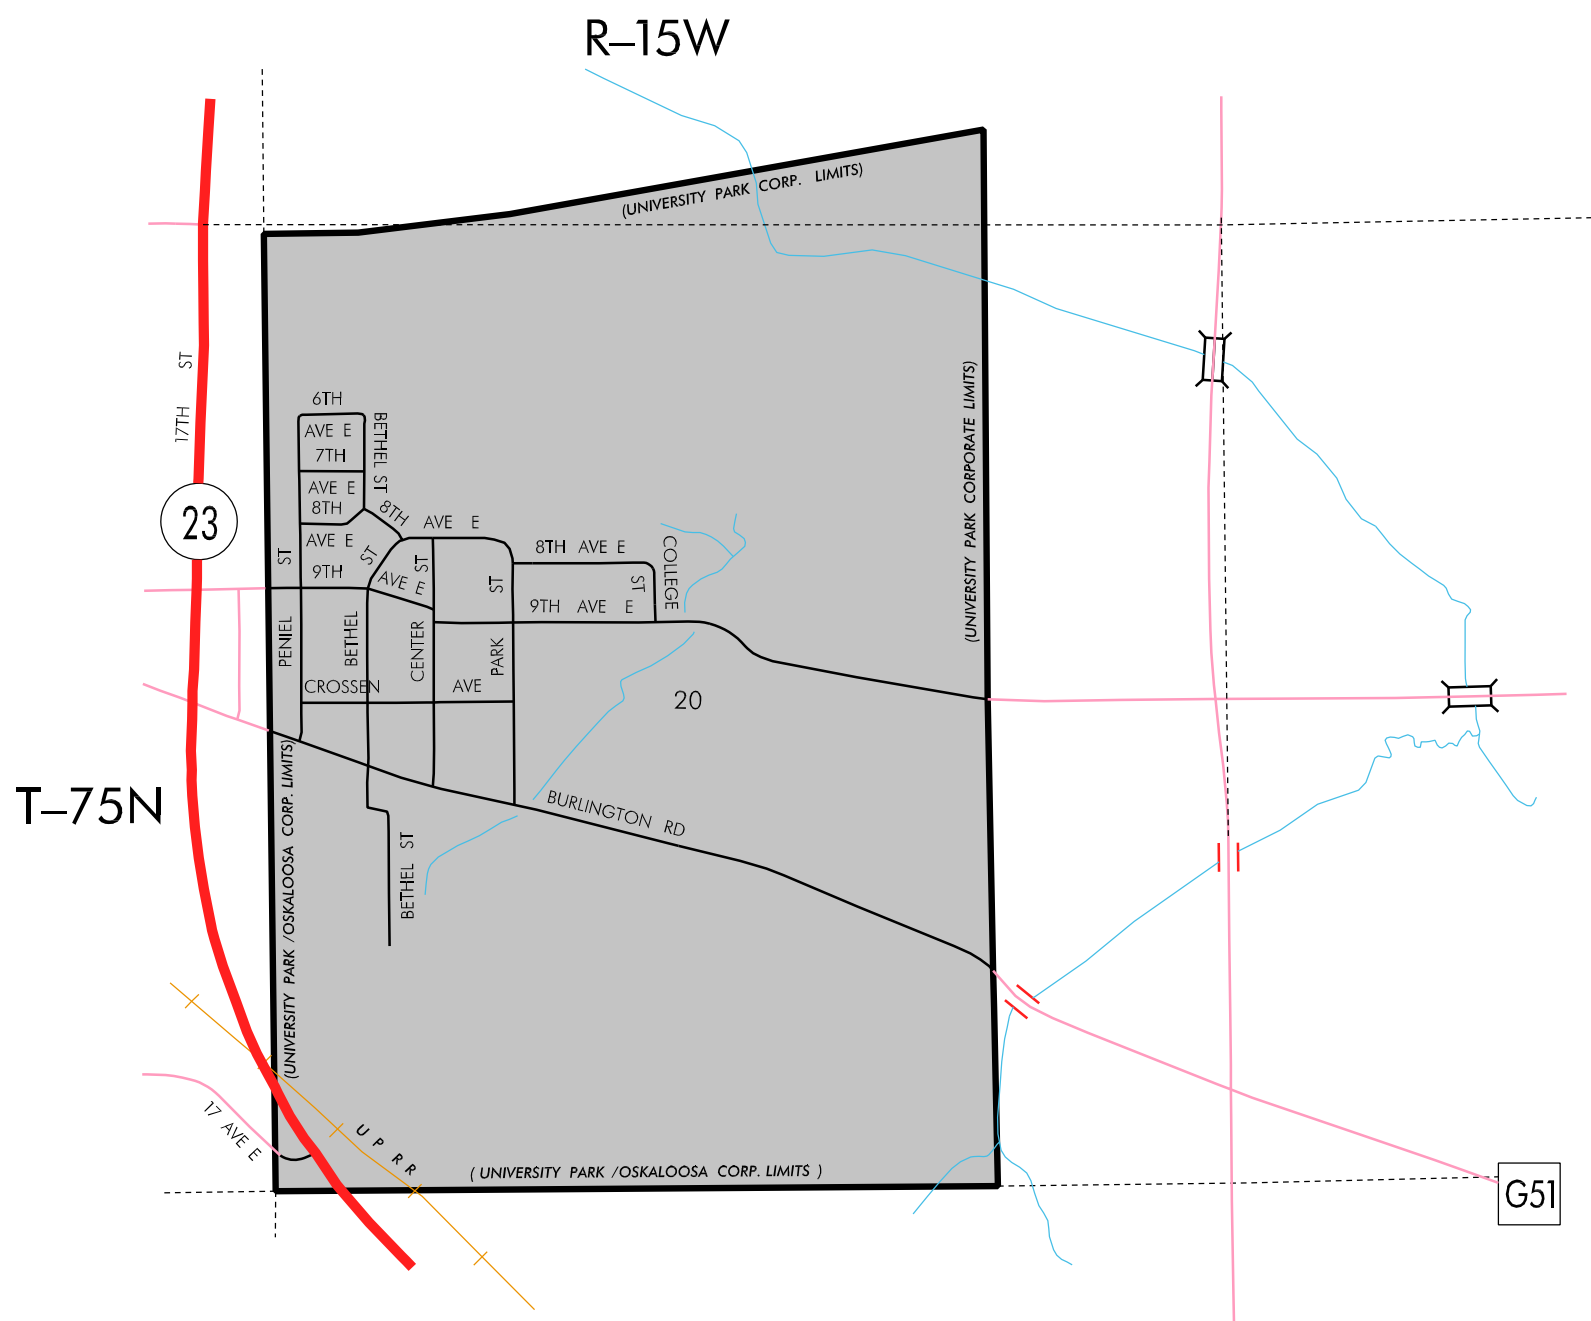 R–15W
(UNIVERSITY PARK CORP. LIMITS)
17TH ST
(UNIVERSITY PARK CORPORATE LIMITS)
6TH
AVE E
BETHEL ST
7TH
AVE E
8TH
8TH
AVE E
23
AVE E
8TH AVE E
COLLEGE
ST
ST
ST
ST
ST
9TH
AVE E
9TH AVE E
PENIEL
BETHEL
CENTER
PARK
CROSSEN AVE
20
T–75N
(UNIVERSITY PARK /OSKALOOSA CORP. LIMITS)
BURLINGTON RD
BETHEL ST
17 AVE E
U P R R
( UNIVERSITY PARK /OSKALOOSA CORP. LIMITS )
G51